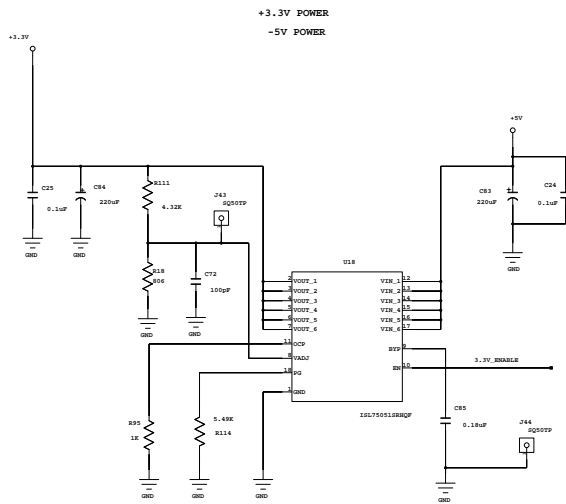 +3.3V POWER
-5V POWER
+3.3V
+5V
C25
0.1uF
C84
220uF
R111
4.32K
J43
SQ50TP
C83
220uF
C24
0.1uF
GND
GND
GND
R18
806
C72
100pF
GND
GND
U18
2 VOUT_1 VIN_1 12
3 VOUT_2 VIN_2 13
4 VOUT_3 VIN_3 14
5 VOUT_4 VIN_4 15
6 VOUT_5 VIN_5 16
7 VOUT_6 VIN_6 17
11 OCP BYP 9
8 VADJ EN 10
18 PG
1 GND
3.3V_ENABLE
ISL75051SRHQF
R95
1K
5.49K
R114
C85
0.18uF
J44
SQ50TP
GND
GND
GND
GND